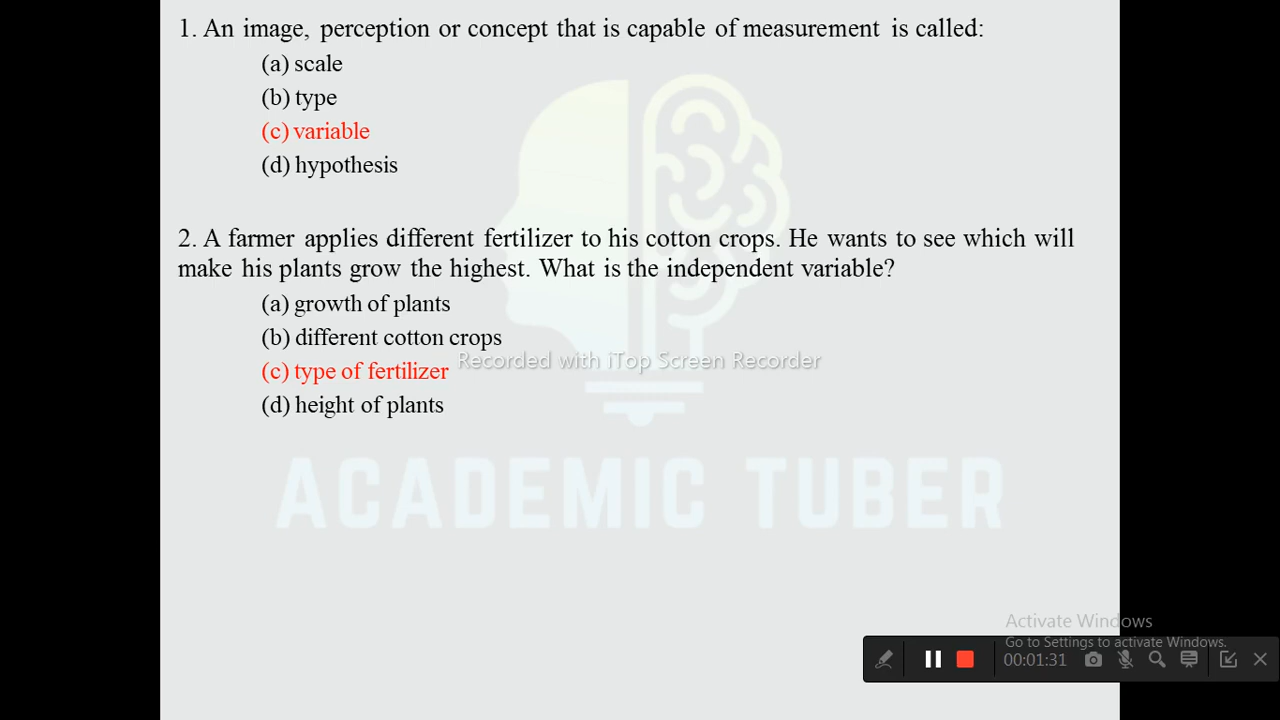 1. An image, perception or concept that is capable of measurement is called:
(a) scale
(b) type
(c) variable
(d) hypothesis
2. A farmer applies different fertilizer to his cotton crops. He wants to see which will
make his plants grow the highest. What is the independent variable?
(a) growth of plants
(b) different cotton crops
Recorded with iTop Screen Recorder
(c) type of fertilizer
(d) height of plants
ACADEMIC TUBER
Activate Windows
Go to Settings to activate Windows.
00:01:31